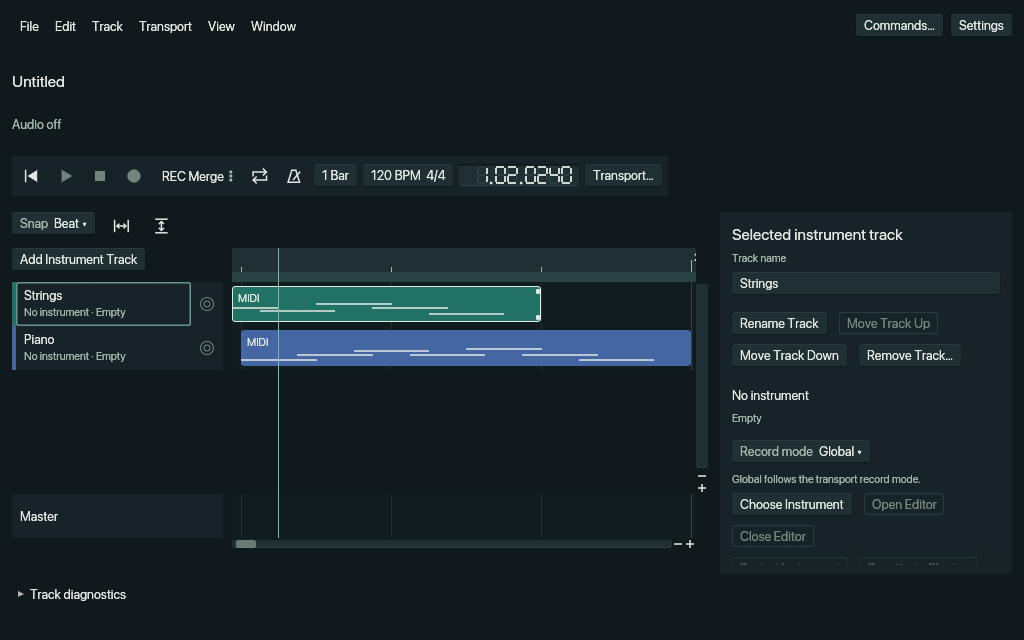 File Edit Track Transport View Window Commands... Settings
Untitled
Audio off
REC Merge 1 Bar 120 BPM 4/4 1.02.0240 Transport...
Snap Beat
Add Instrument Track
Strings
No instrument · Empty
MIDI
Piano
No instrument · Empty
MIDI
Master
Selected instrument track
Track name
Strings
Rename Track Move Track Up
Move Track Down Remove Track...
No instrument
Empty
Record mode Global
Global follows the transport record mode.
Choose Instrument Open Editor
Close Editor
Track diagnostics